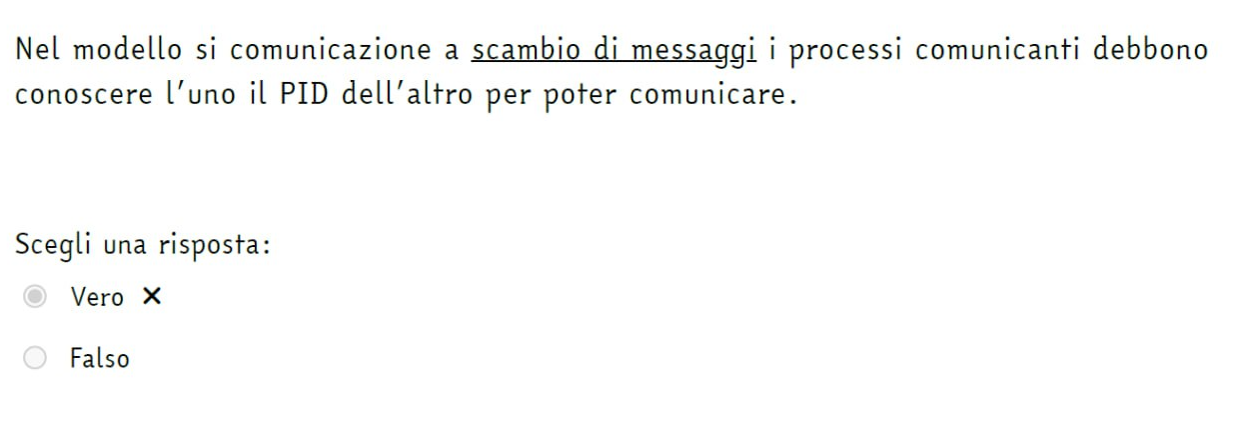 Nel modello si comunicazione a scambio di messaggi i processi comunicanti debbono
conoscere l'uno il PID dell'altro per poter comunicare.
Scegli una risposta:
Vero ✕
Falso